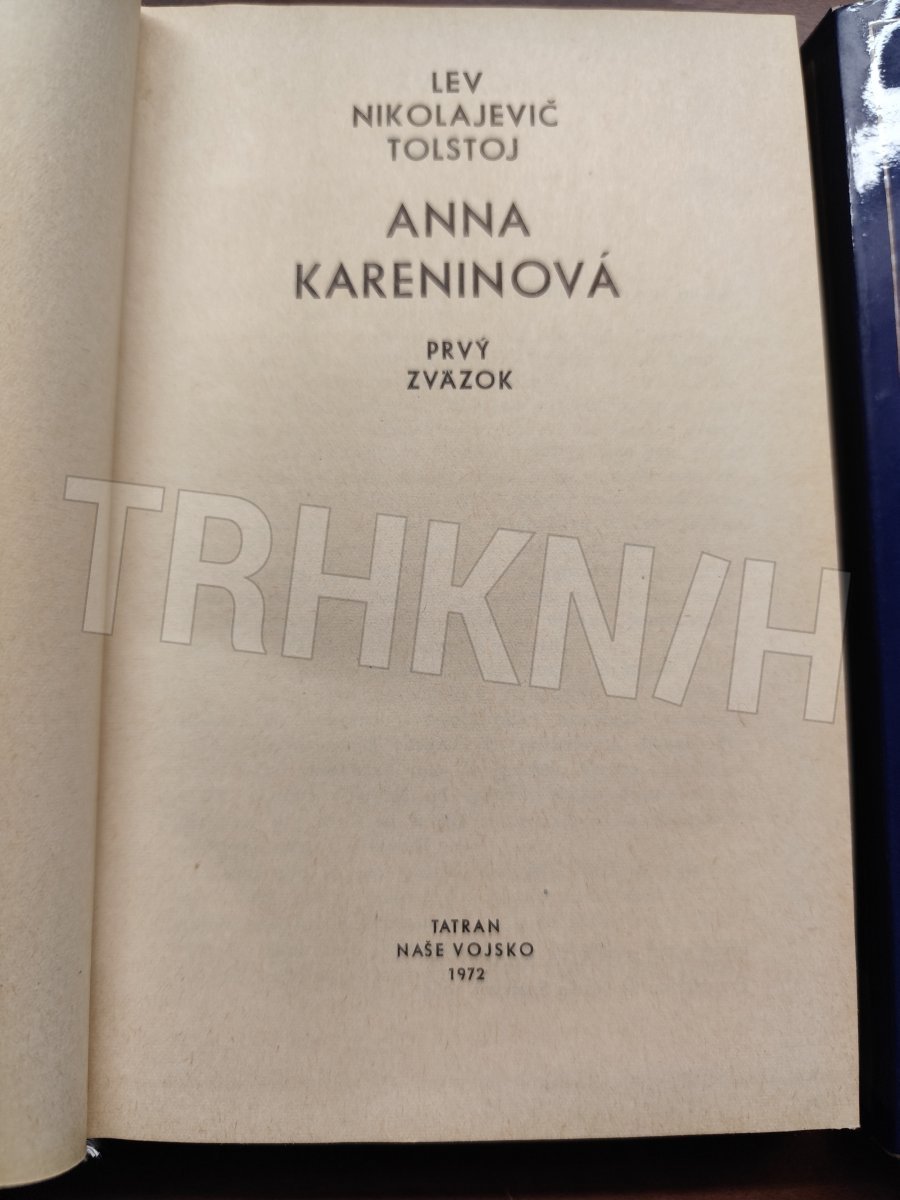 LEV
NIKOLAJEVIČ
TOLSTOJ
ANNA
KARENINOVÁ
PRVÝ
ZVÄZOK
TRHKNIH
TATRAN
NAŠE VOJSKO
1972